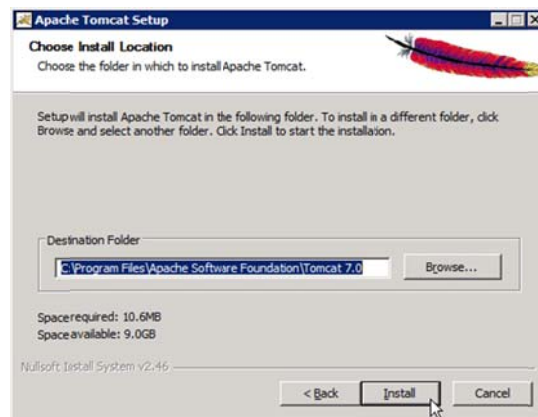 Apache Tomcat Setup
Choose Install Location
Choose the folder in which to install Apache Tomcat.
Setup will install Apache Tomcat in the following folder. To install in a different folder, click
Browse and select another folder. Click Install to start the installation.
Destination Folder
C:\Program Files\Apache Software Foundation\Tomcat 7.0
Browse...
Space required: 10.6MB
Space available: 9.0GB
Nullsoft Install System v2.46
< Back
Install
Cancel